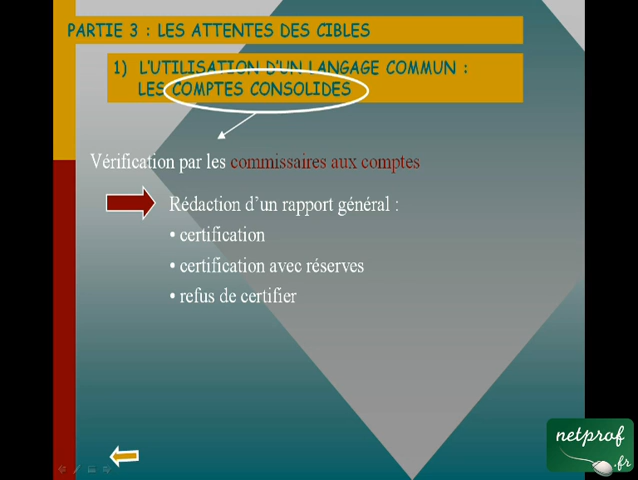 PARTIE 3 : LES ATTENTES DES CIBLES
1) L'UTILISATION D'UN LANGAGE COMMUN :
LES COMPTES CONSOLIDES
Vérification par les commissaires aux comptes
Rédaction d'un rapport général :
• certification
• certification avec réserves
• refus de certifier
netprof
.fr